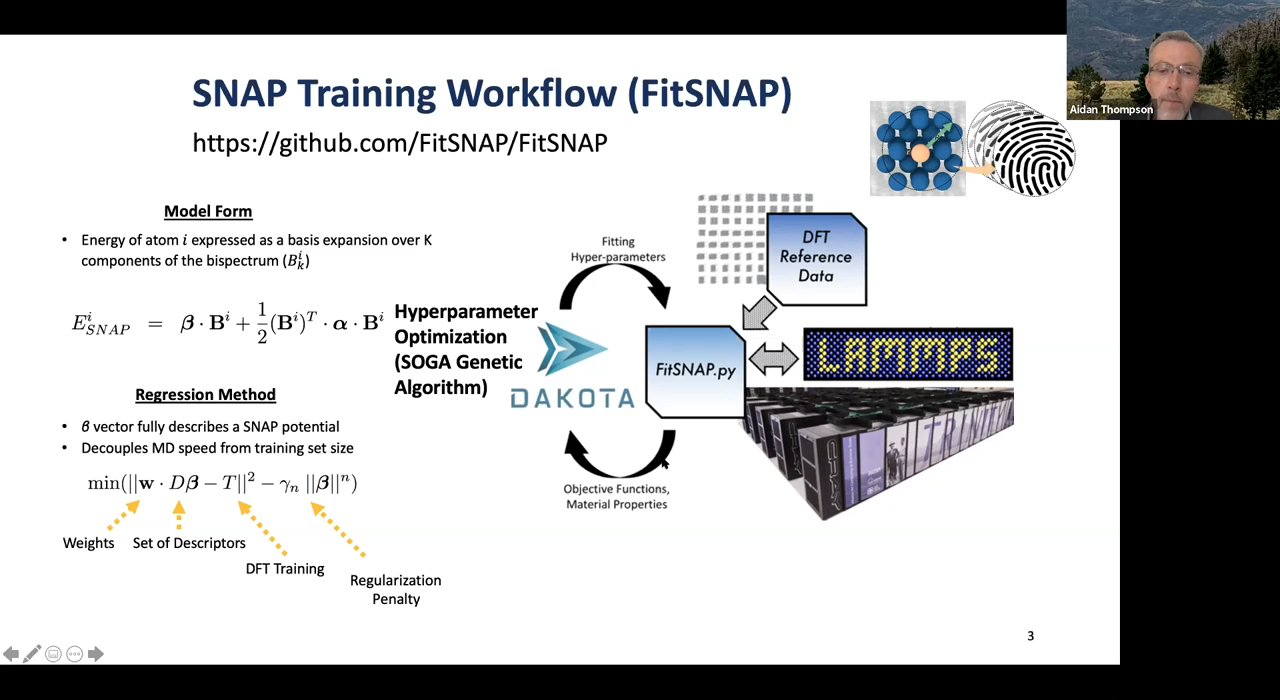 SNAP Training Workflow (FitSNAP)
https://github.com/FitSNAP/FitSNAP
Aidan Thompson
Model Form
• Energy of atom i expressed as a basis expansion over K
components of the bispectrum (B_k^i)
E^i_{SNAP} = β · B^i + 1/2 (B^i)^T · α · B^i
Regression Method
• β vector fully describes a SNAP potential
• Decouples MD speed from training set size
min(||w · Dβ − T||^2 − γ_n ||β||^n)
Weights
Set of Descriptors
DFT Training
Regularization
Penalty
Hyperparameter
Optimization
(SOGA Genetic
Algorithm)
Fitting
Hyper-parameters
DAKOTA
DFT
Reference
Data
FitSNAP.py
LAMMPS
Objective Functions,
Material Properties
CRAY
3